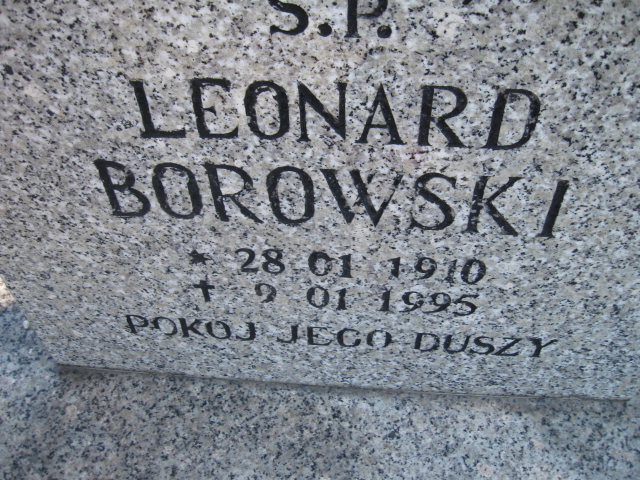 S.P.
LEONARD
BOROWSKI
* 28 01 1910
† 9 01 1995
POKOJ JEGO DUSZY